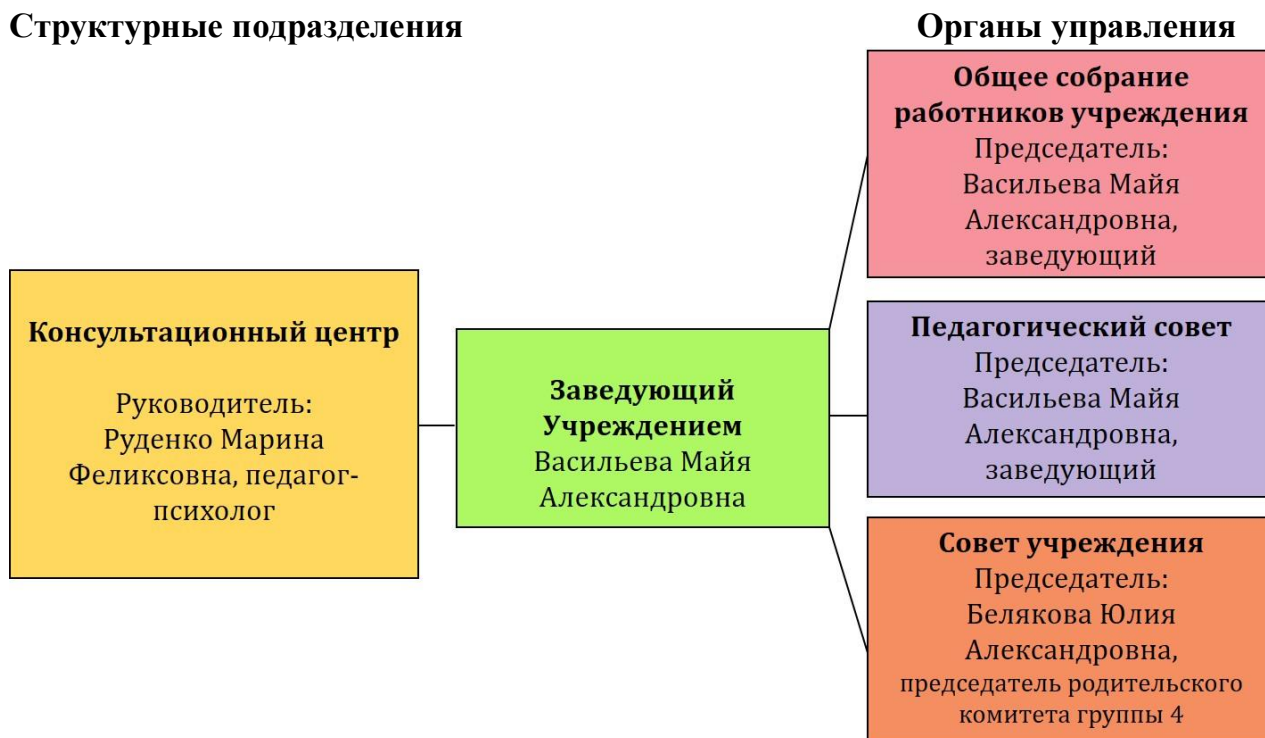 Структурные подразделения
Органы управления
Консультационный центр
Руководитель:
Руденко Марина
Феликсовна, педагог-
психолог
Заведующий
Учреждением
Васильева Майя
Александровна
Общее собрание
работников учреждения
Председатель:
Васильева Майя
Александровна,
заведующий
Педагогический совет
Председатель:
Васильева Майя
Александровна,
заведующий
Совет учреждения
Председатель:
Белякова Юлия
Александровна,
председатель родительского
комитета группы 4